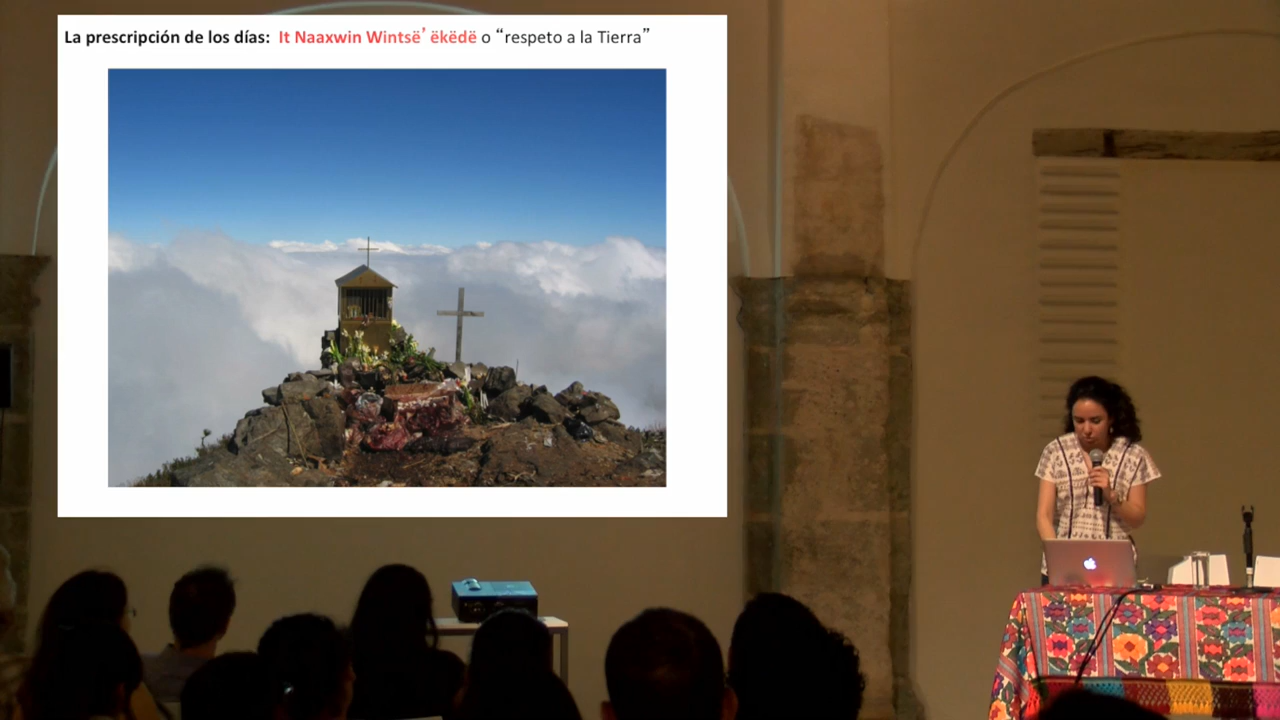 La prescripción de los días: It Naaxwin Wintsë’ ëkëdë o “respeto a la Tierra”